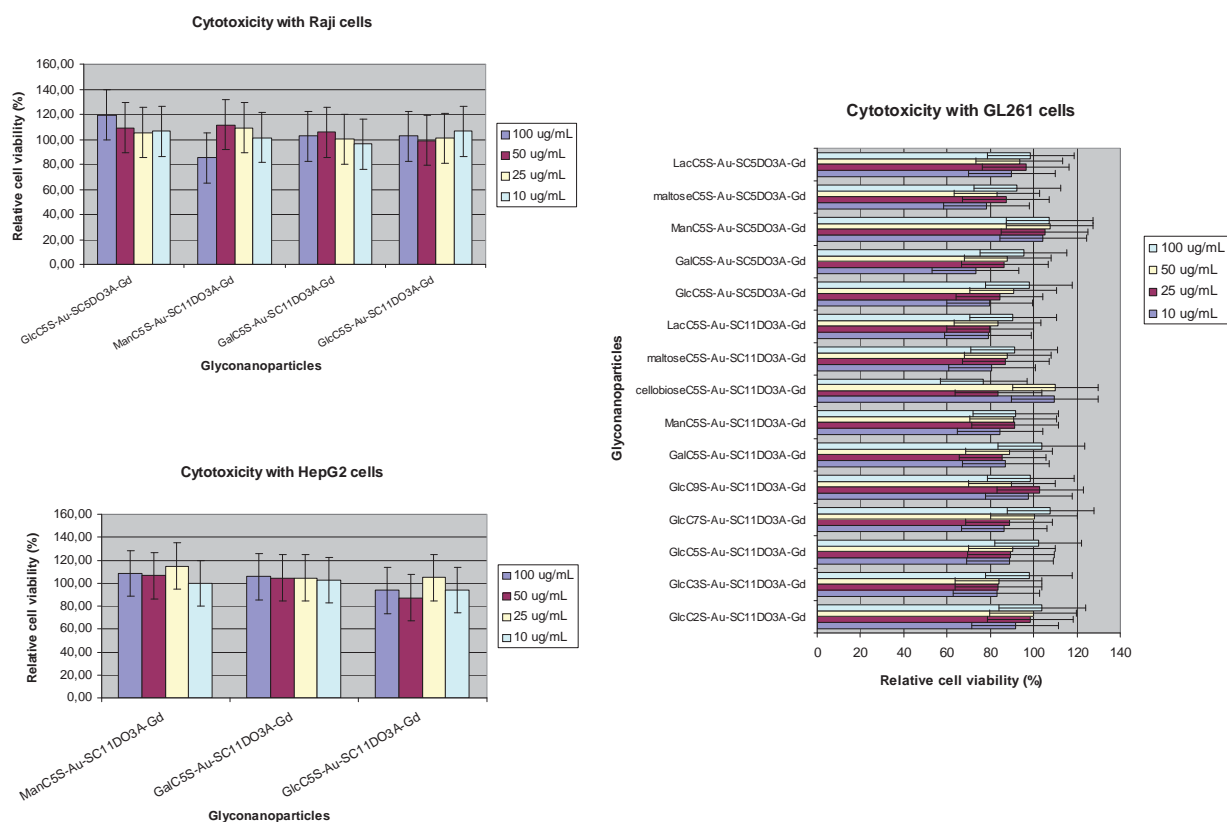 Cytotoxicity with Raji cells
Relative cell viability (%)
160,00
140,00
120,00
100,00
80,00
60,00
40,00
20,00
0,00
GlcC5S-Au-SC5DO3A-Gd
ManC5S-Au-SC11DO3A-Gd
GalC5S-Au-SC11DO3A-Gd
GlcC5S-Au-SC11DO3A-Gd
Glyconanoparticles
100 ug/mL
50 ug/mL
25 ug/mL
10 ug/mL
Cytotoxicity with HepG2 cells
Relative cell viability (%)
160,00
140,00
120,00
100,00
80,00
60,00
40,00
20,00
0,00
ManC5S-Au-SC11DO3A-Gd
GalC5S-Au-SC11DO3A-Gd
GlcC5S-Au-SC11DO3A-Gd
Glyconanoparticles
100 ug/mL
50 ug/mL
25 ug/mL
10 ug/mL
Cytotoxicity with GL261 cells
Glyconanoparticles
LacC5S-Au-SC5DO3A-Gd
maltoseC5S-Au-SC5DO3A-Gd
ManC5S-Au-SC5DO3A-Gd
GalC5S-Au-SC5DO3A-Gd
GlcC5S-Au-SC5DO3A-Gd
LacC5S-Au-SC11DO3A-Gd
maltoseC5S-Au-SC11DO3A-Gd
cellobioseC5S-Au-SC11DO3A-Gd
ManC5S-Au-SC11DO3A-Gd
GalC5S-Au-SC11DO3A-Gd
GlcC9S-Au-SC11DO3A-Gd
GlcC7S-Au-SC11DO3A-Gd
GlcC5S-Au-SC11DO3A-Gd
GlcC3S-Au-SC11DO3A-Gd
GlcC2S-Au-SC11DO3A-Gd
0 20 40 60 80 100 120 140
Relative cell viability (%)
100 ug/mL
50 ug/mL
25 ug/mL
10 ug/mL